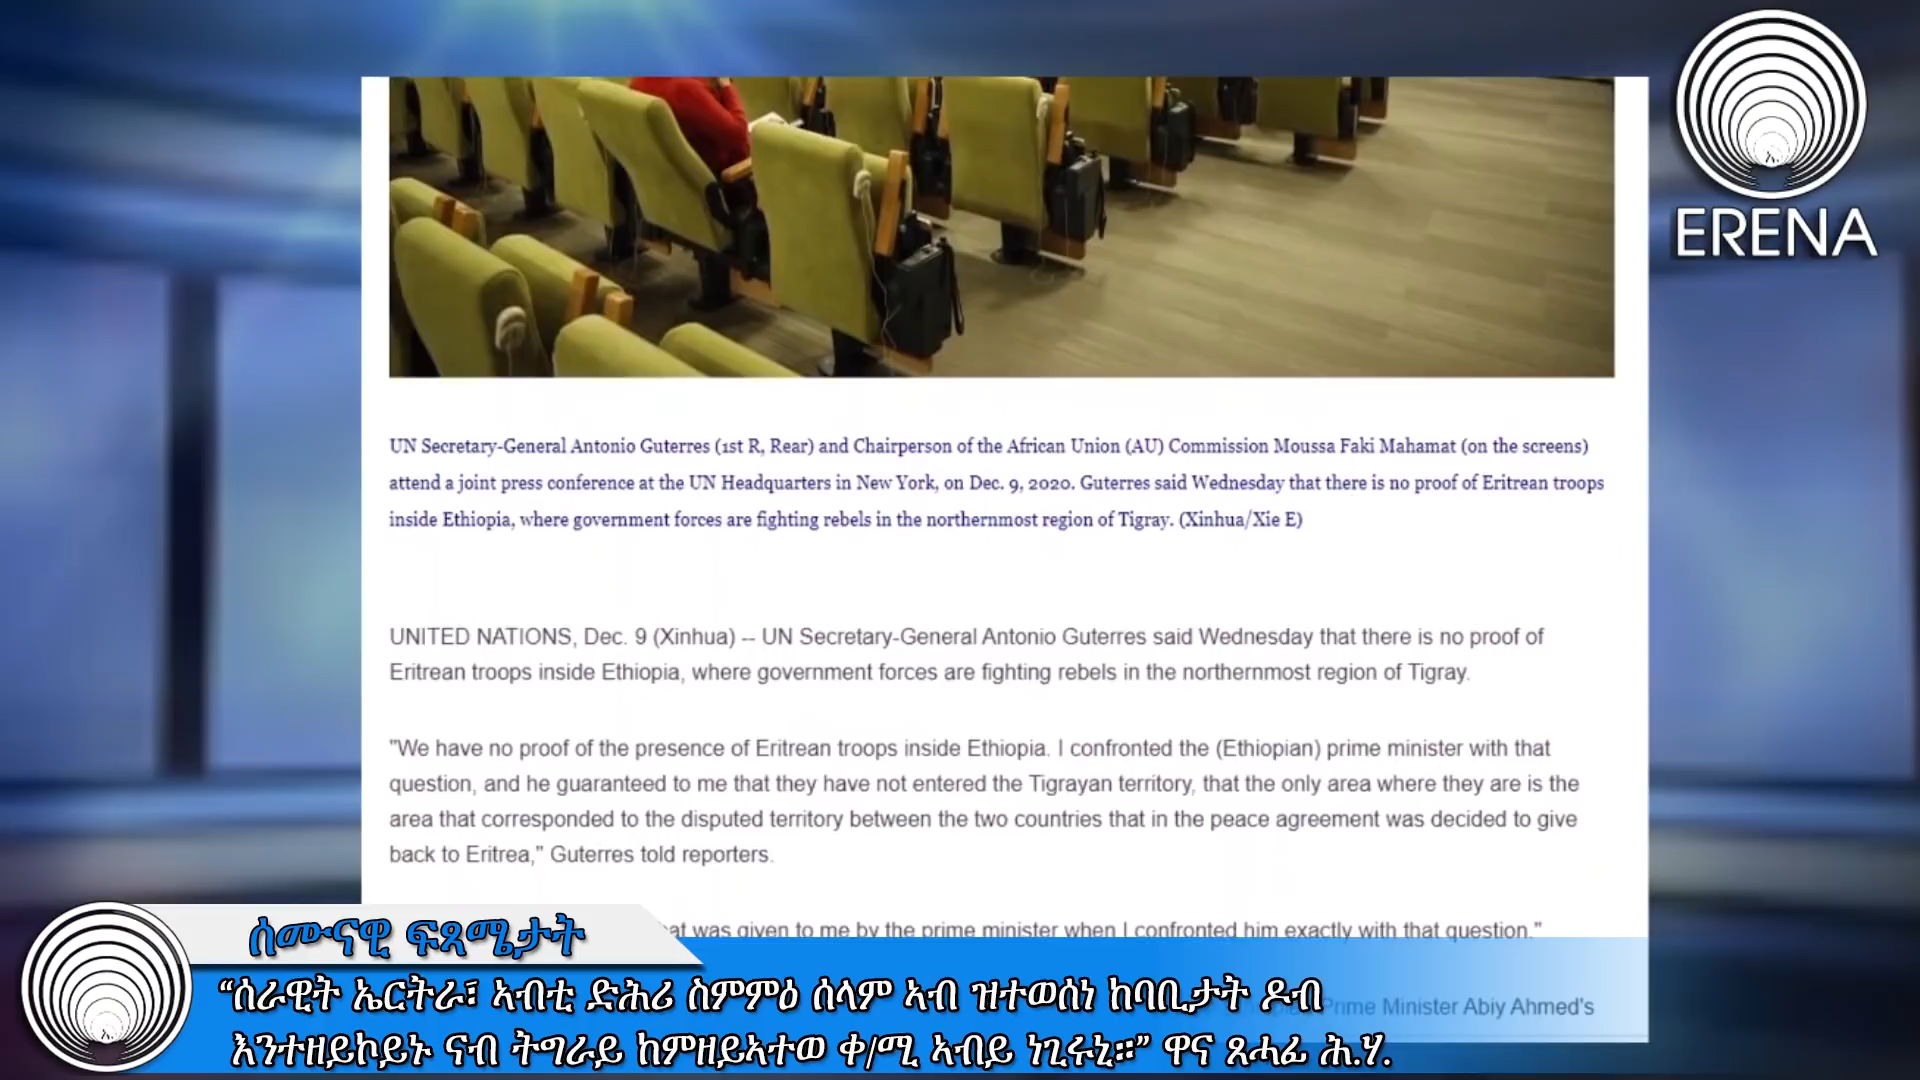 ERENA
UN Secretary-General Antonio Guterres (1st R, Rear) and Chairperson of the African Union (AU) Commission Moussa Faki Mahamat (on the screens)
attend a joint press conference at the UN Headquarters in New York, on Dec. 9, 2020. Guterres said Wednesday that there is no proof of Eritrean troops
inside Ethiopia, where government forces are fighting rebels in the northernmost region of Tigray. (Xinhua/Xie E)
UNITED NATIONS, Dec. 9 (Xinhua) -- UN Secretary-General Antonio Guterres said Wednesday that there is no proof of
Eritrean troops inside Ethiopia, where government forces are fighting rebels in the northernmost region of Tigray.
"We have no proof of the presence of Eritrean troops inside Ethiopia. I confronted the (Ethiopian) prime minister with that
question, and he guaranteed to me that they have not entered the Tigrayan territory, that the only area where they are is the
area that corresponded to the disputed territory between the two countries that in the peace agreement was decided to give
back to Eritrea," Guterres told reporters.
was given to me by the prime minister when I confronted him exactly with that question."
Prime Minister Abiy Ahmed's
ሰሙናዊ ፍጻሜታት
“ሰራዊት ኤርትራ፣ ኣብቲ ድሕሪ ስምምዕ ሰላም ኣብ ዝተወሰነ ከባቢታት ዶብ
እንተዘይኮይኑ ናብ ትግራይ ከምዘይኣተወ ቀ/ሚ ኣብይ ነጊሩኒ።” ዋና ጸሓፊ ሕ.ሃ.